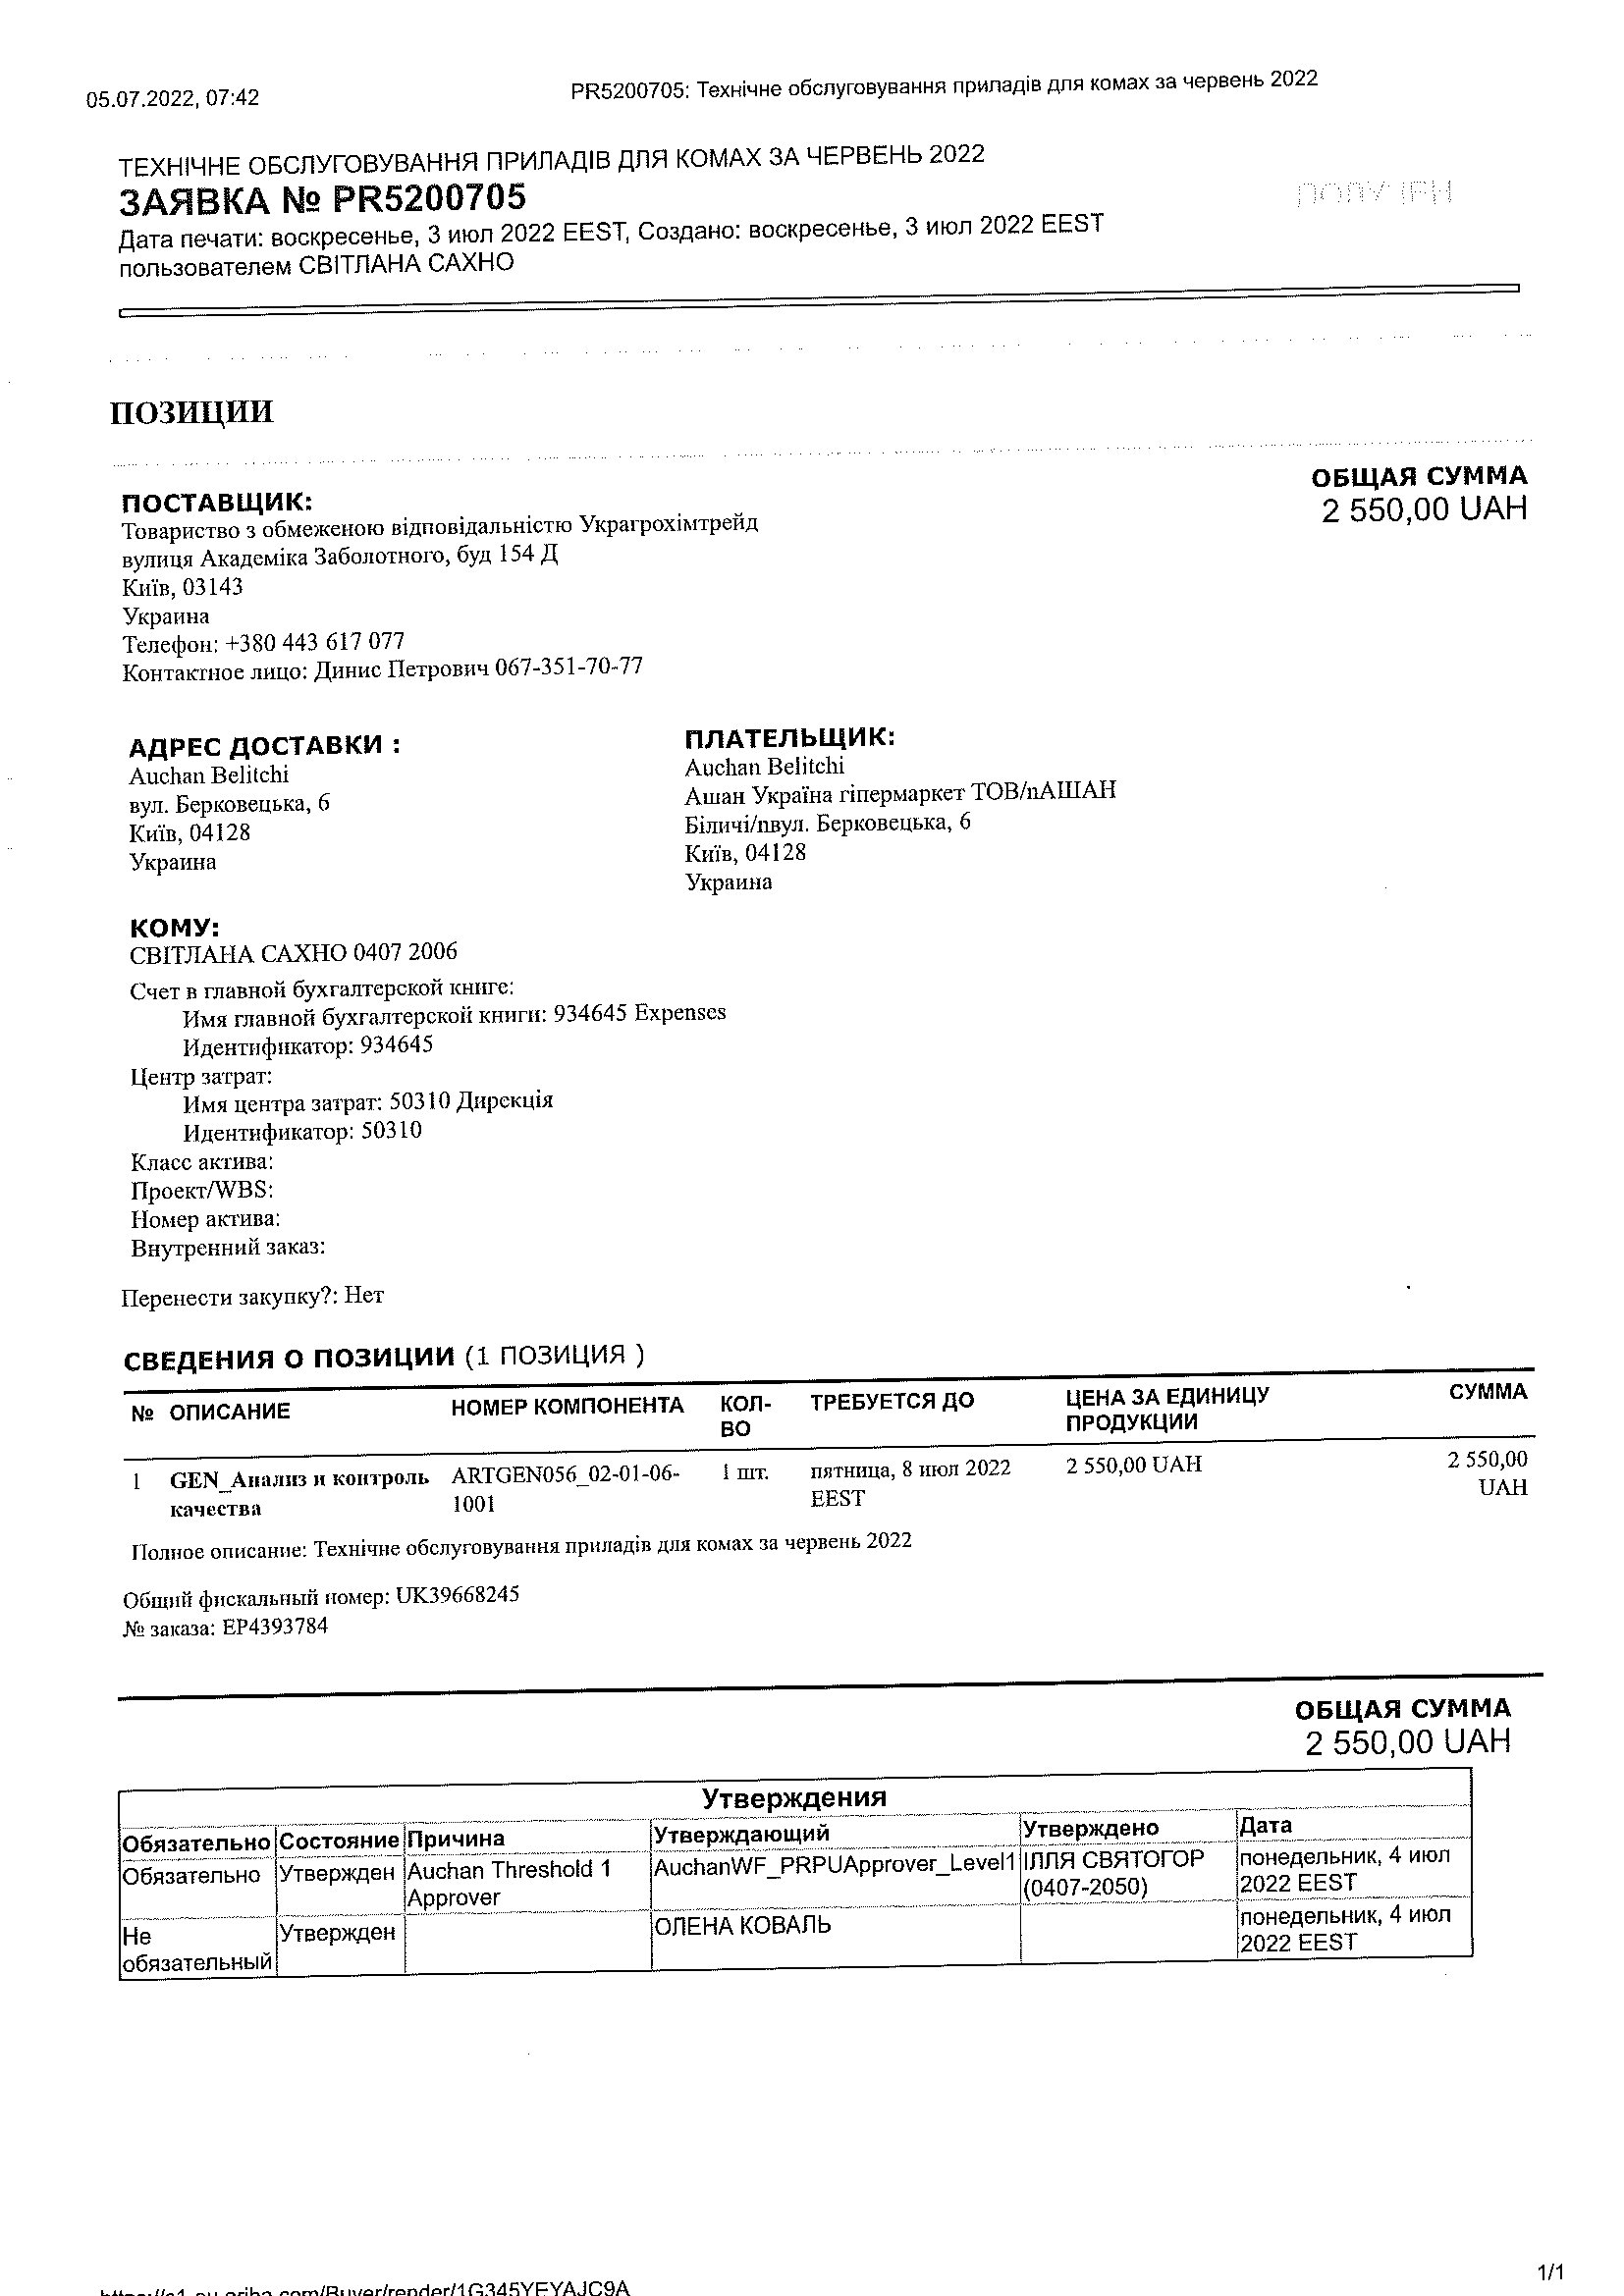 05.07.2022, 07:42
PR5200705: Технічне обслуговування приладів для комах за червень 2022
ТЕХНІЧНЕ ОБСЛУГОВУВАННЯ ПРИЛАДІВ ДЛЯ КОМАХ ЗА ЧЕРВЕНЬ 2022
ЗАЯВКА № PR5200705
Дата печати: воскресенье, 3 июл 2022 EEST, Создано: воскресенье, 3 июл 2022 EEST
пользователем СВІТЛАНА САХНО
ПОЗИЦИИ
ОБЩАЯ СУММА
2 550,00 UAH
ПОСТАВЩИК:
Товариство з обмеженою відповідальністю Украгрохімтрейд
вулиця Академіка Заболотного, буд 154 Д
Київ, 03143
Украина
Телефон: +380 443 617 077
Контактное лицо: Динис Петрович 067-351-70-77
АДРЕС ДОСТАВКИ :
Auchan Belitchi
вул. Берковецька, 6
Київ, 04128
Украина
ПЛАТЕЛЬЩИК:
Auchan Belitchi
Ашан Україна гіпермаркет ТОВ/nАШАН
Біличі/nвул. Берковецька, 6
Київ, 04128
Украина
КОМУ:
СВІТЛАНА САХНО 0407 2006
Счет в главной бухгалтерской книге:
Имя главной бухгалтерской книги: 934645 Expenses
Идентификатор: 934645
Центр затрат:
Имя центра затрат: 50310 Дирекція
Идентификатор: 50310
Класс актива:
Проект/WBS:
Номер актива:
Внутренний заказ:
Перенести закупку?: Нет
СВЕДЕНИЯ О ПОЗИЦИИ (1 ПОЗИЦИЯ )
№ ОПИСАНИЕ НОМЕР КОМПОНЕНТА КОЛ- ТРЕБУЕТСЯ ДО ЦЕНА ЗА ЕДИНИЦУ СУММА
ВО ПРОДУКЦИИ
1 GEN_Анализ и контроль ARTGEN056_02-01-06- 1 шт. пятница, 8 июл 2022 2 550,00 UAH 2 550,00
качества 1001 EEST UAH
Полное описание: Технічне обслуговування приладів для комах за червень 2022
Общий фискальный номер: UK39668245
№ заказа: EP4393784
ОБЩАЯ СУММА
2 550,00 UAH
Утверждения
Обязательно Состояние Причина Утверждающий Утверждено Дата
Обязательно Утвержден Auchan Threshold 1 AuchanWF_PRPUApprover_Level1 ІЛЛЯ СВЯТОГОР понедельник, 4 июл
Approver (0407-2050) 2022 EEST
Не Утвержден ОЛЕНА КОВАЛЬ понедельник, 4 июл
обязательный 2022 EEST
1/1